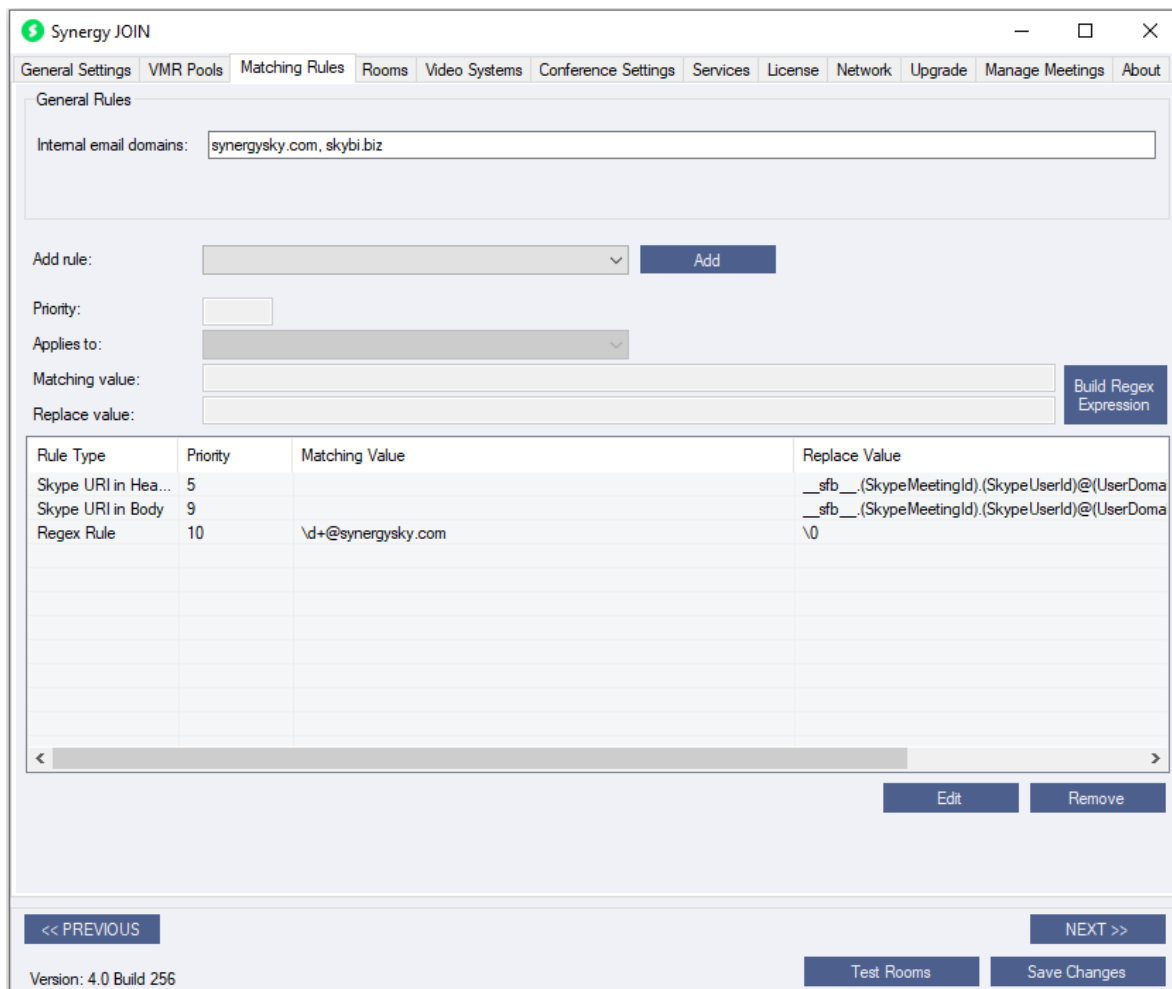 Synergy JOIN
General Settings VMR Pools Matching Rules Rooms Video Systems Conference Settings Services License Network Upgrade Manage Meetings About
General Rules
Internal email domains: synergysky.com, skybi.biz
Add rule: Add
Priority:
Applies to:
Matching value:
Replace value:
Build Regex
Expression
Rule Type Priority Matching Value Replace Value
Skype URI in Hea... 5 __sfb__.(SkypeMeetingId).(SkypeUserId)@(UserDomai
Skype URI in Body 9 __sfb__.(SkypeMeetingId).(SkypeUserId)@(UserDoma
Regex Rule 10 \d+@synergysky.com \0
Edit Remove
<< PREVIOUS NEXT >>
Version: 4.0 Build 256 Test Rooms Save Changes